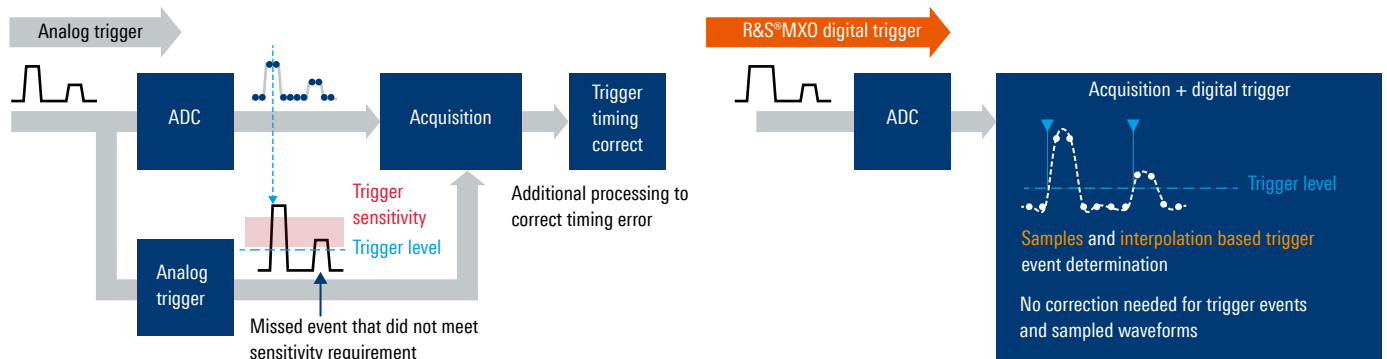 Analog trigger
ADC
Acquisition
Trigger
timing
correct
Trigger
sensitivity
Trigger level
Additional processing to
correct timing error
Analog
trigger
Missed event that did not meet
sensitivity requirement
R&S®MXO digital trigger
ADC
Acquisition + digital trigger
Trigger level
Samples and interpolation based trigger
event determination
No correction needed for trigger events
and sampled waveforms